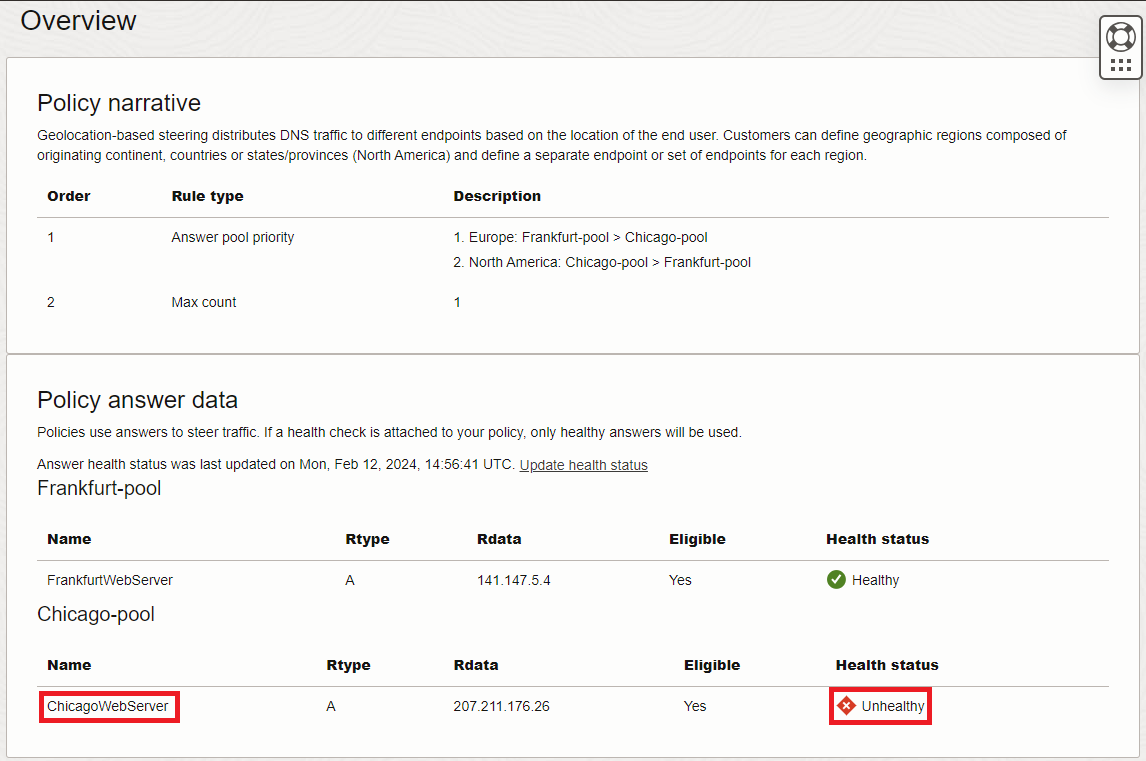 Overview
Policy narrative
Geolocation-based steering distributes DNS traffic to different endpoints based on the location of the end user. Customers can define geographic regions composed of
originating continent, countries or states/provinces (North America) and define a separate endpoint or set of endpoints for each region.
Order Rule type Description
1 Answer pool priority 1. Europe: Frankfurt-pool > Chicago-pool
2. North America: Chicago-pool > Frankfurt-pool
2 Max count 1
Policy answer data
Policies use answers to steer traffic. If a health check is attached to your policy, only healthy answers will be used.
Answer health status was last updated on Mon, Feb 12, 2024, 14:56:41 UTC. Update health status
Frankfurt-pool
Name Rtype Rdata Eligible Health status
FrankfurtWebServer A 141.147.5.4 Yes Healthy
Chicago-pool
Name Rtype Rdata Eligible Health status
ChicagoWebServer A 207.211.176.26 Yes Unhealthy